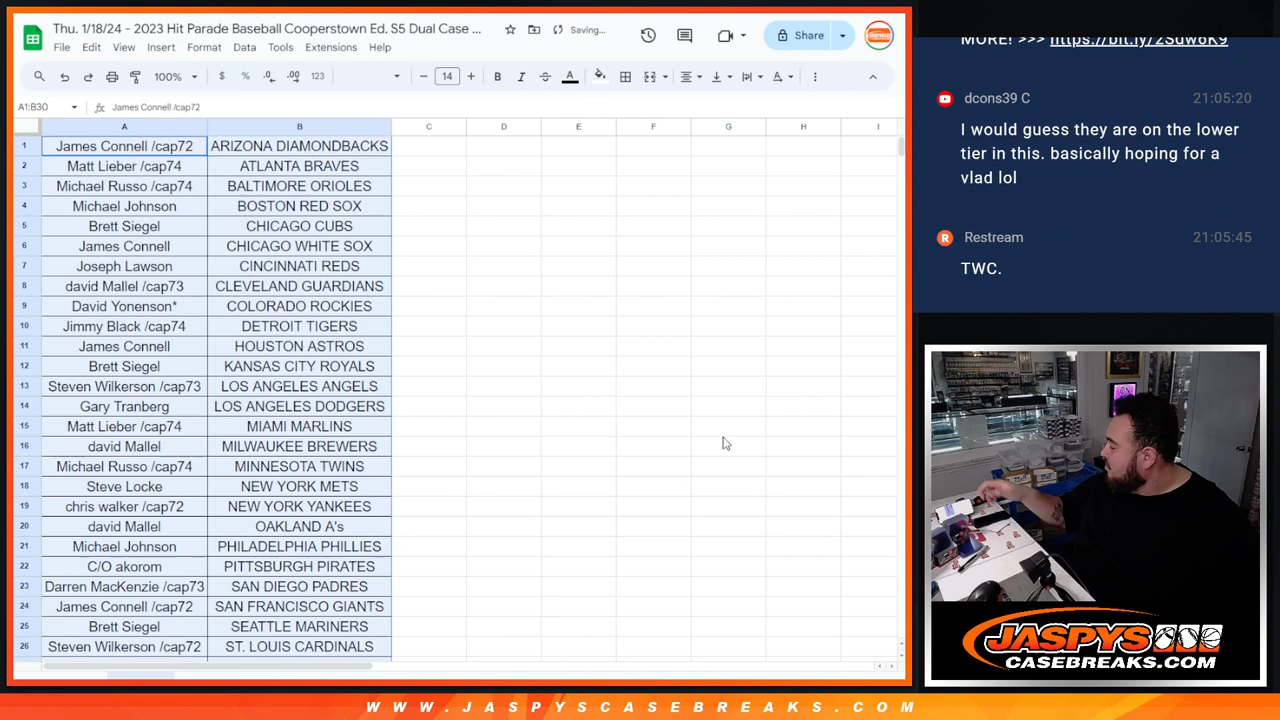 Thu. 1/18/24 - 2023 Hit Parade Baseball Cooperstown Ed. S5 Dual Case ...
Saving...
Share
File Edit View Insert Format Data Tools Extensions Help
100% $ % .0 .00 123 14 B I A
A1:B30 fx James Connell /cap72
A B C D E F G H I
1 James Connell /cap72 ARIZONA DIAMONDBACKS
2 Matt Lieber /cap74 ATLANTA BRAVES
3 Michael Russo /cap74 BALTIMORE ORIOLES
4 Michael Johnson BOSTON RED SOX
5 Brett Siegel CHICAGO CUBS
6 James Connell CHICAGO WHITE SOX
7 Joseph Lawson CINCINNATI REDS
8 david Mallel /cap73 CLEVELAND GUARDIANS
9 David Yonenson* COLORADO ROCKIES
10 Jimmy Black /cap74 DETROIT TIGERS
11 James Connell HOUSTON ASTROS
12 Brett Siegel KANSAS CITY ROYALS
13 Steven Wilkerson /cap73 LOS ANGELES ANGELS
14 Gary Tranberg LOS ANGELES DODGERS
15 Matt Lieber /cap74 MIAMI MARLINS
16 david Mallel MILWAUKEE BREWERS
17 Michael Russo /cap74 MINNESOTA TWINS
18 Steve Locke NEW YORK METS
19 chris walker /cap72 NEW YORK YANKEES
20 david Mallel OAKLAND A's
21 Michael Johnson PHILADELPHIA PHILLIES
22 C/O akorom PITTSBURGH PIRATES
23 Darren MacKenzie /cap73 SAN DIEGO PADRES
24 James Connell /cap72 SAN FRANCISCO GIANTS
25 Brett Siegel SEATTLE MARINERS
26 Steven Wilkerson /cap72 ST. LOUIS CARDINALS
MORE! >>> https://bit.ly/2Sdw6K9
dcons39 C 21:05:20
I would guess they are on the lower
tier in this. basically hoping for a
vlad lol
Restream 21:05:45
TWC.
JASPYS
CASEBREAKS.COM
WWW.JASPYSCASEBREAKS.COM